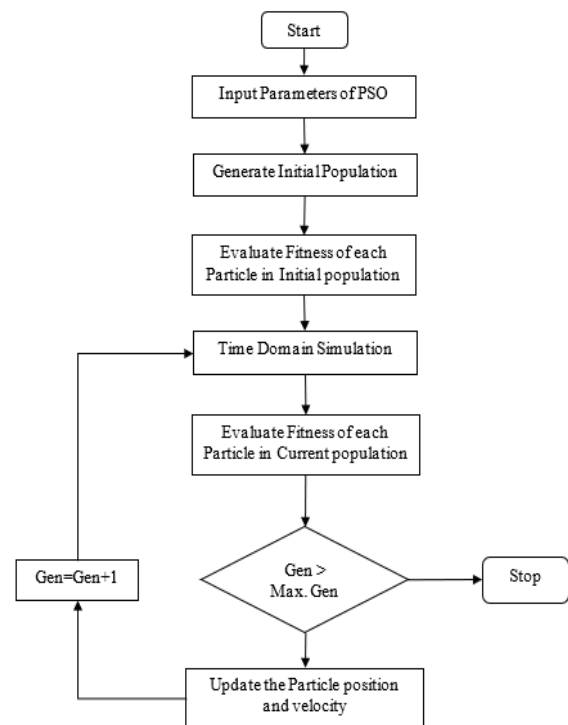 Start
Input Parameters of PSO
Generate Initial Population
Evaluate Fitness of each
Particle in Initial population
Time Domain Simulation
Evaluate Fitness of each
Particle in Current population
Gen >
Max. Gen
Stop
Gen=Gen+1
Update the Particle position
and velocity